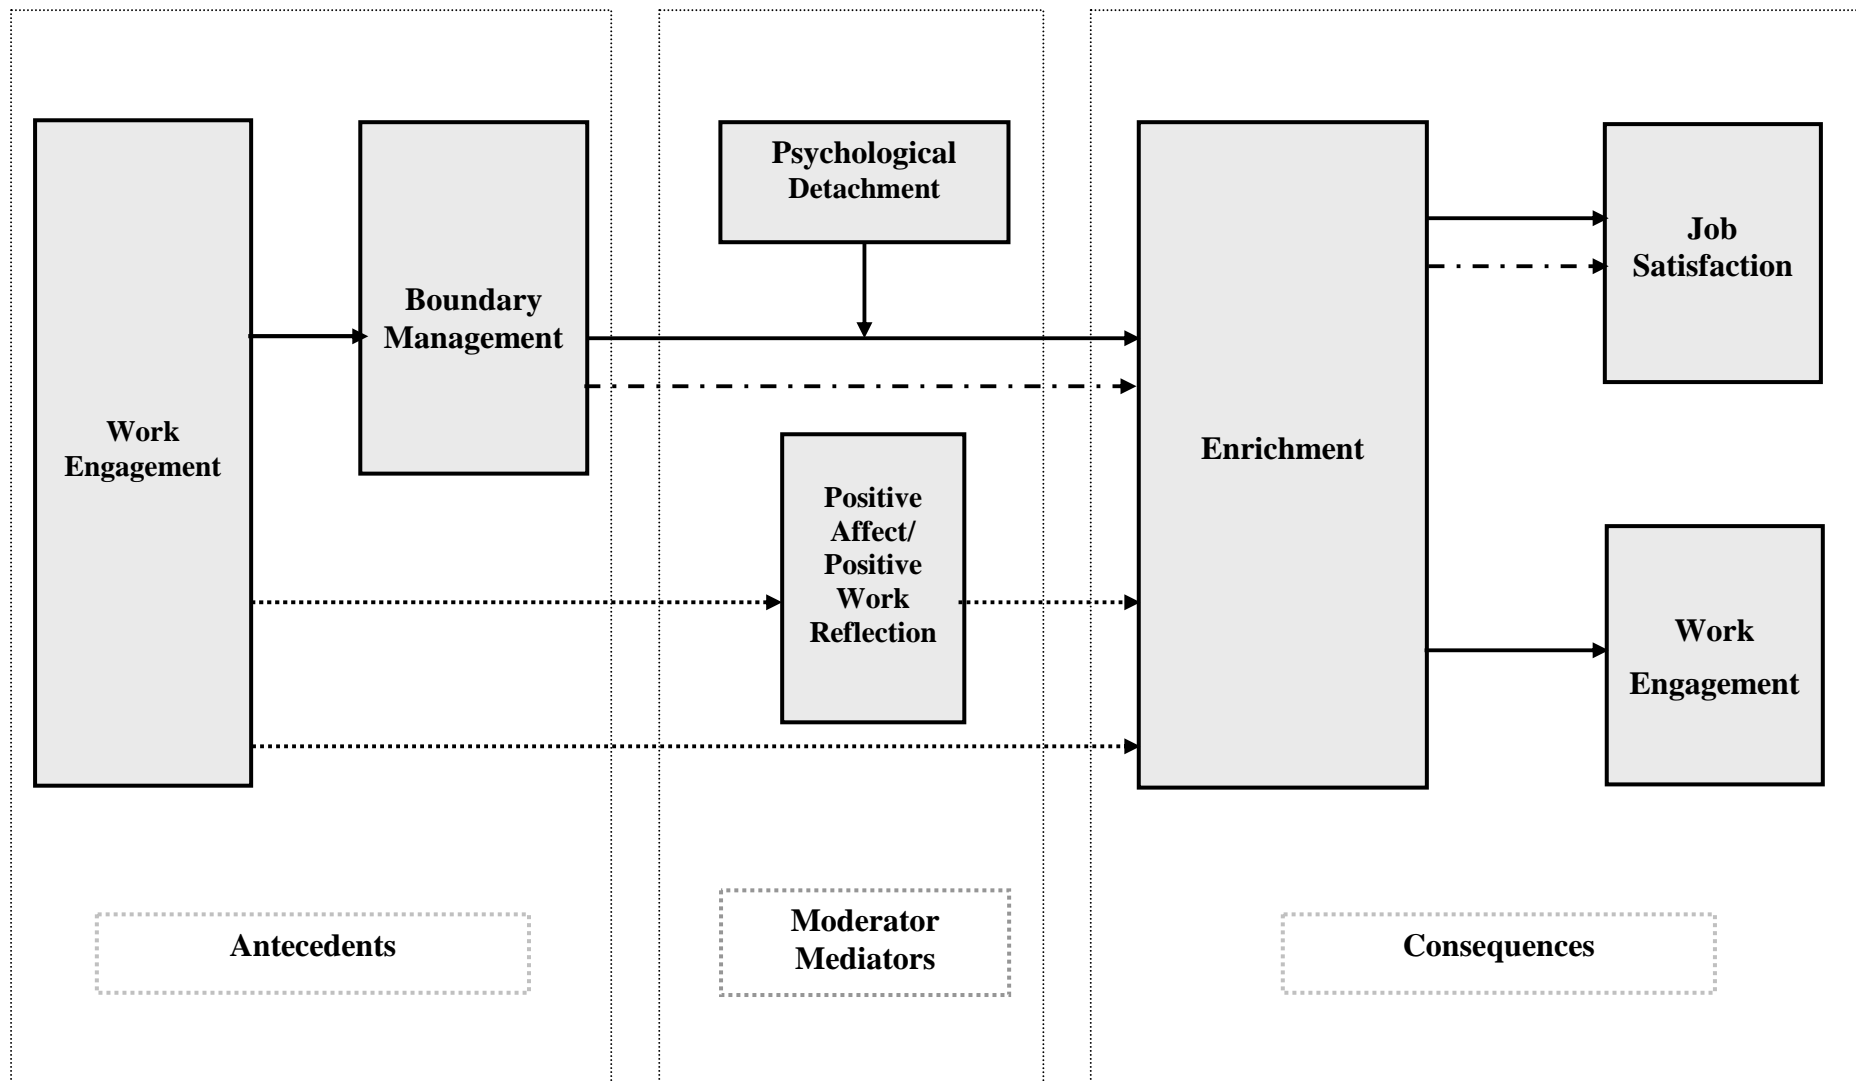 Work
Engagement
Boundary
Management
Psychological
Detachment
Positive
Affect/
Positive
Work
Reflection
Enrichment
Job
Satisfaction
Work
Engagement
Antecedents
Moderator
Mediators
Consequences